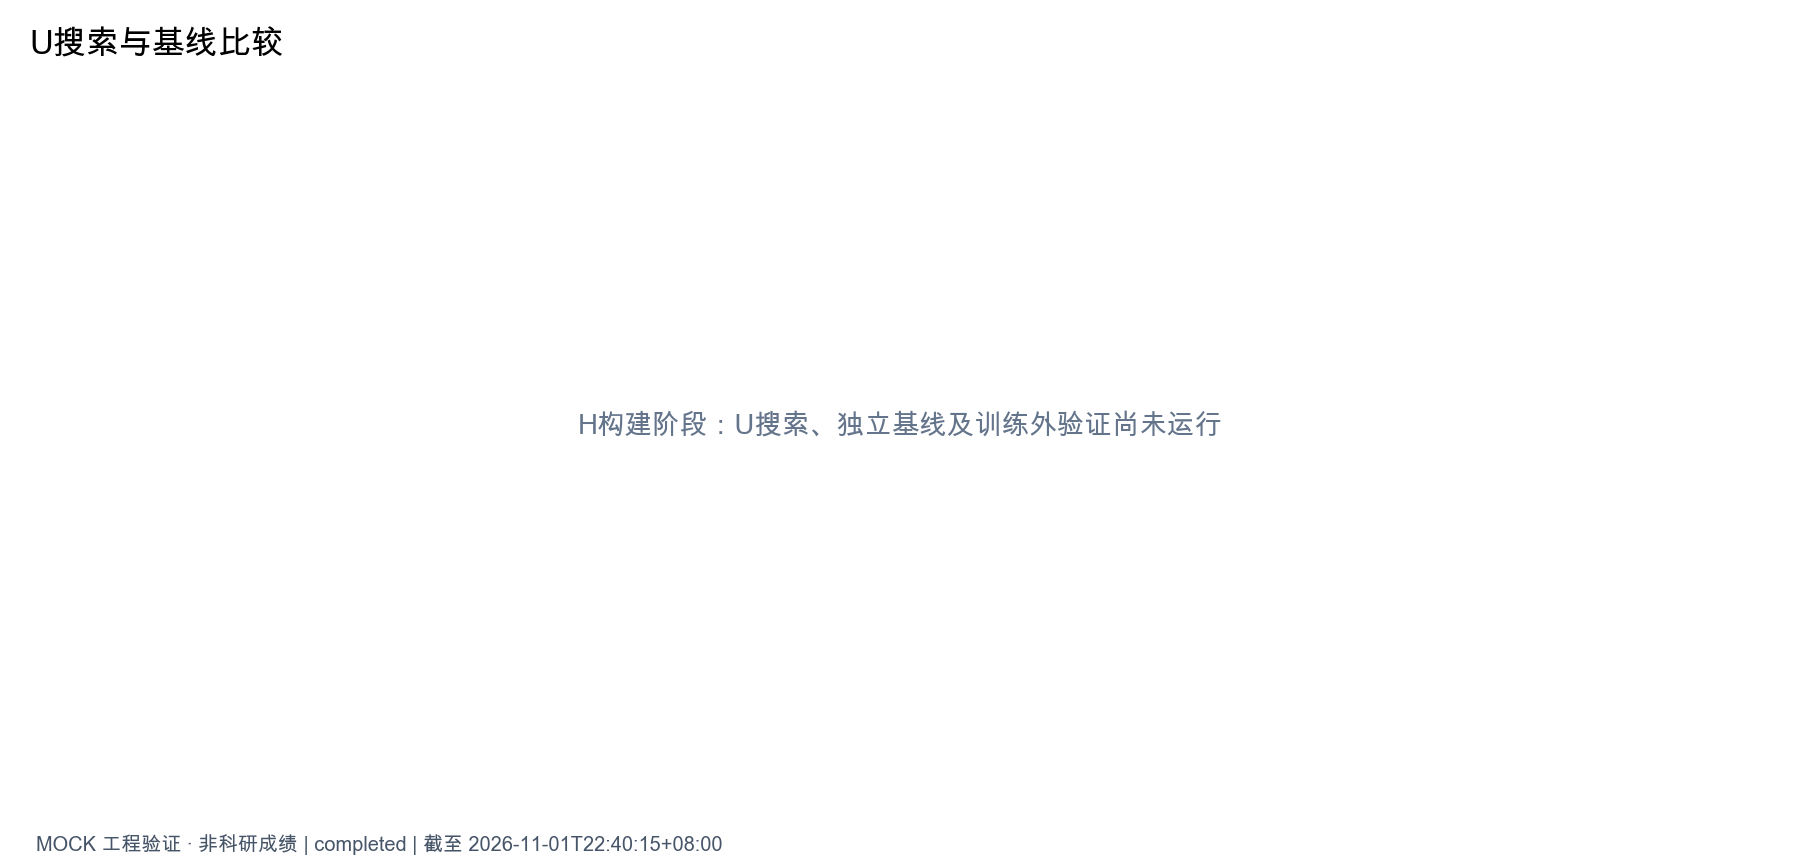 U搜索与基线比较
H构建阶段：U搜索、独立基线及训练外验证尚未运行
MOCK 工程验证 · 非科研成绩 | completed | 截至 2026-11-01T22:40:15+08:00